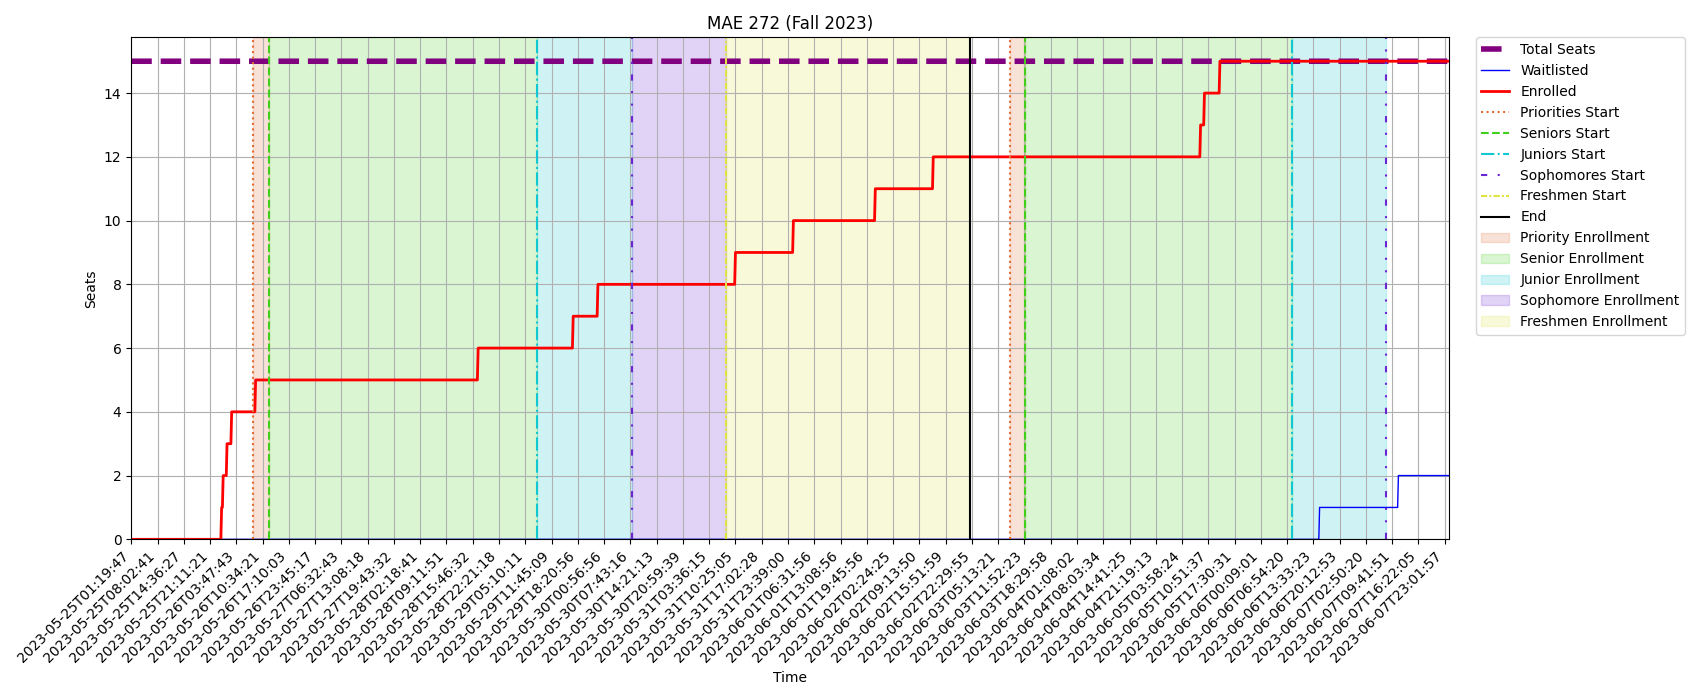 MAE 272 (Fall 2023)
Total Seats
Waitlisted
Enrolled
Priorities Start
Seniors Start
Juniors Start
Sophomores Start
Freshmen Start
End
Priority Enrollment
Senior Enrollment
Junior Enrollment
Sophomore Enrollment
Freshmen Enrollment
Seats
14
12
10
8
6
4
2
0
2023-05-25T01:19:47
2023-05-25T08:02:41
2023-05-25T14:36:27
2023-05-25T21:11:21
2023-05-26T03:47:43
2023-05-26T10:34:21
2023-05-26T17:10:03
2023-05-26T23:45:17
2023-05-27T06:32:43
2023-05-27T13:08:18
2023-05-27T19:43:32
2023-05-28T02:18:41
2023-05-28T09:11:51
2023-05-28T15:46:32
2023-05-28T22:21:18
2023-05-29T05:10:11
2023-05-29T11:45:09
2023-05-29T18:20:56
2023-05-30T00:56:56
2023-05-30T07:43:16
2023-05-30T14:21:13
2023-05-30T20:59:39
2023-05-31T03:36:15
2023-05-31T10:25:05
2023-05-31T17:02:28
2023-05-31T23:39:00
2023-06-01T06:31:56
2023-06-01T13:08:56
2023-06-01T19:45:56
2023-06-02T02:24:25
2023-06-02T09:13:50
2023-06-02T15:51:59
2023-06-02T22:29:55
2023-06-03T05:13:21
2023-06-03T11:52:23
2023-06-03T18:29:58
2023-06-04T01:08:02
2023-06-04T08:03:34
2023-06-04T14:41:25
2023-06-04T21:19:13
2023-06-05T03:58:24
2023-06-05T10:51:37
2023-06-05T17:30:31
2023-06-06T00:09:01
2023-06-06T06:54:20
2023-06-06T13:33:23
2023-06-06T20:12:53
2023-06-07T02:50:20
2023-06-07T09:41:51
2023-06-07T16:22:05
2023-06-07T23:01:57
Time